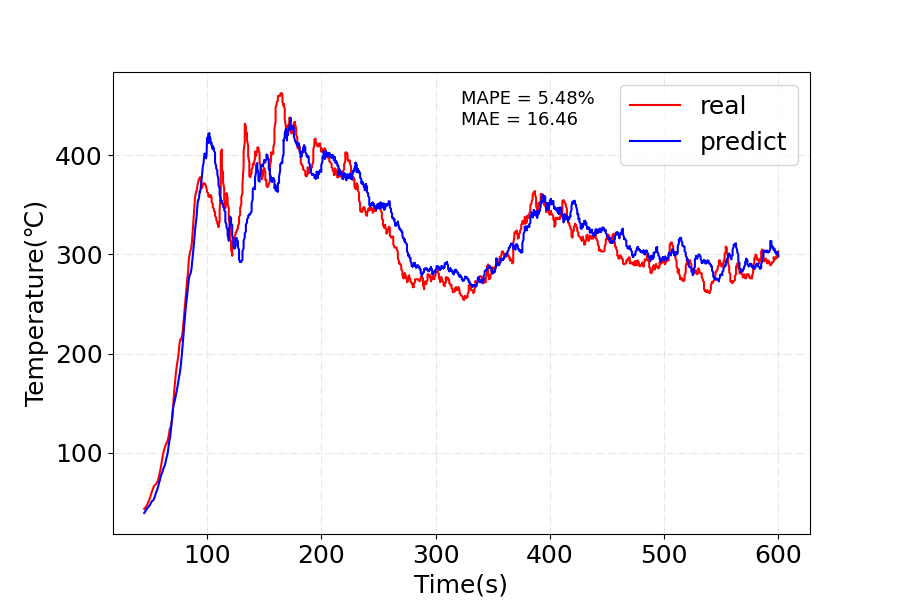 MAPE = 5.48%
MAE = 16.46
real
predict
400
300
200
100
Temperature(℃)
100 200 300 400 500 600
Time(s)